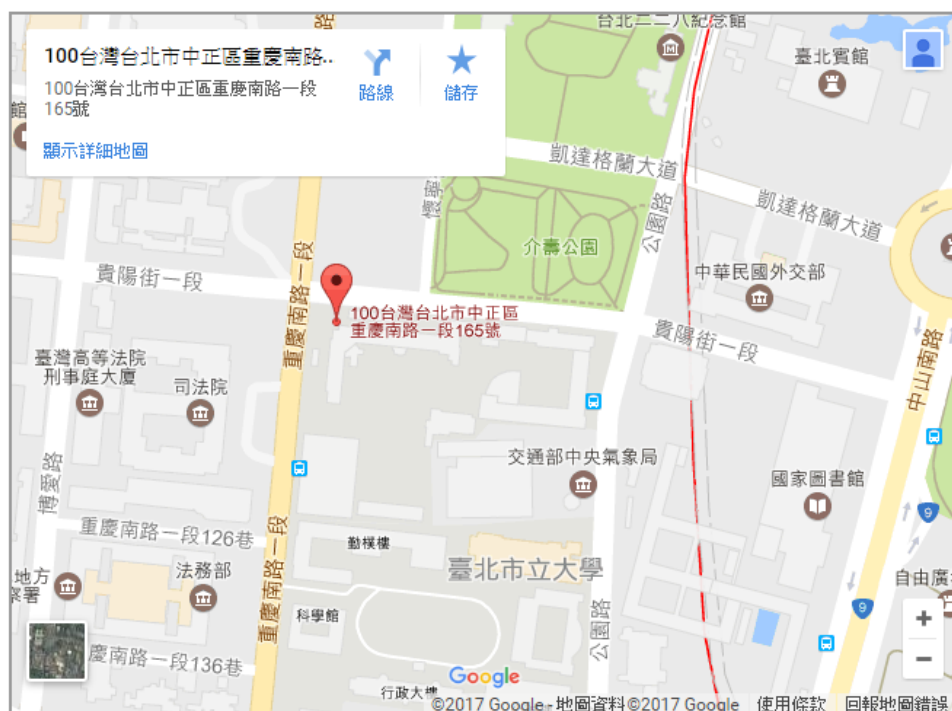 100台灣台北市中正區重慶南路..
100台灣台北市中正區重慶南路一段
165號
路線
儲存
顯示詳細地圖
台北二二八紀念館
臺北賓館
館
路
凱達格蘭大道
凱達格蘭大道
公園路
介壽公園
中華民國外交部
貴陽街一段
重慶南路一段
100台灣台北市中正區
重慶南路一段165號
貴陽街一段
中山南路
臺灣高等法院
刑事庭大廈
司法院
交通部中央氣象局
國家圖書館
博愛路
9
重慶南路一段126巷
重慶南路一段
勤樸樓
臺北市立大學
地方
察署
法務部
自由廣
9
科學館
公園路
慶南路一段136巷
行政大樓
+
−
Google
©2017 Google - 地圖資料©2017 Google
使用條款
回報地圖錯誤